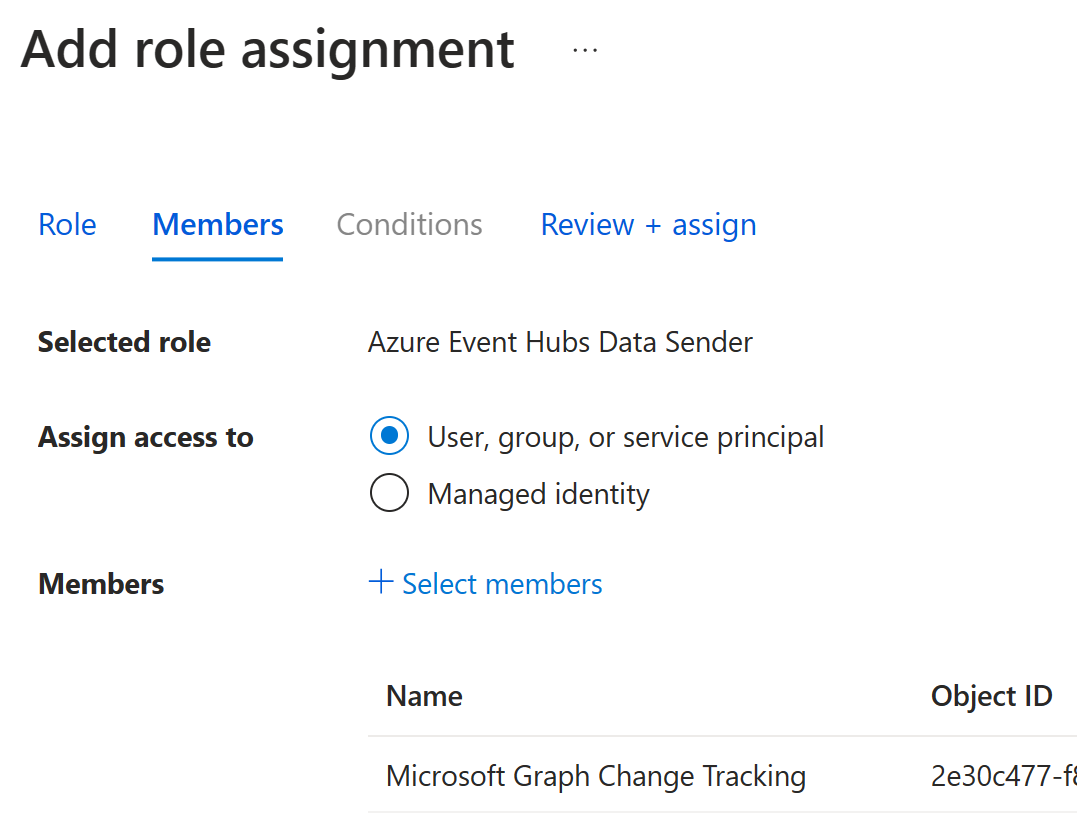 Add role assignment ...
Role Members Conditions Review + assign
Selected role Azure Event Hubs Data Sender
Assign access to User, group, or service principal
Managed identity
Members + Select members
Name Object ID
Microsoft Graph Change Tracking 2e30c477-f8